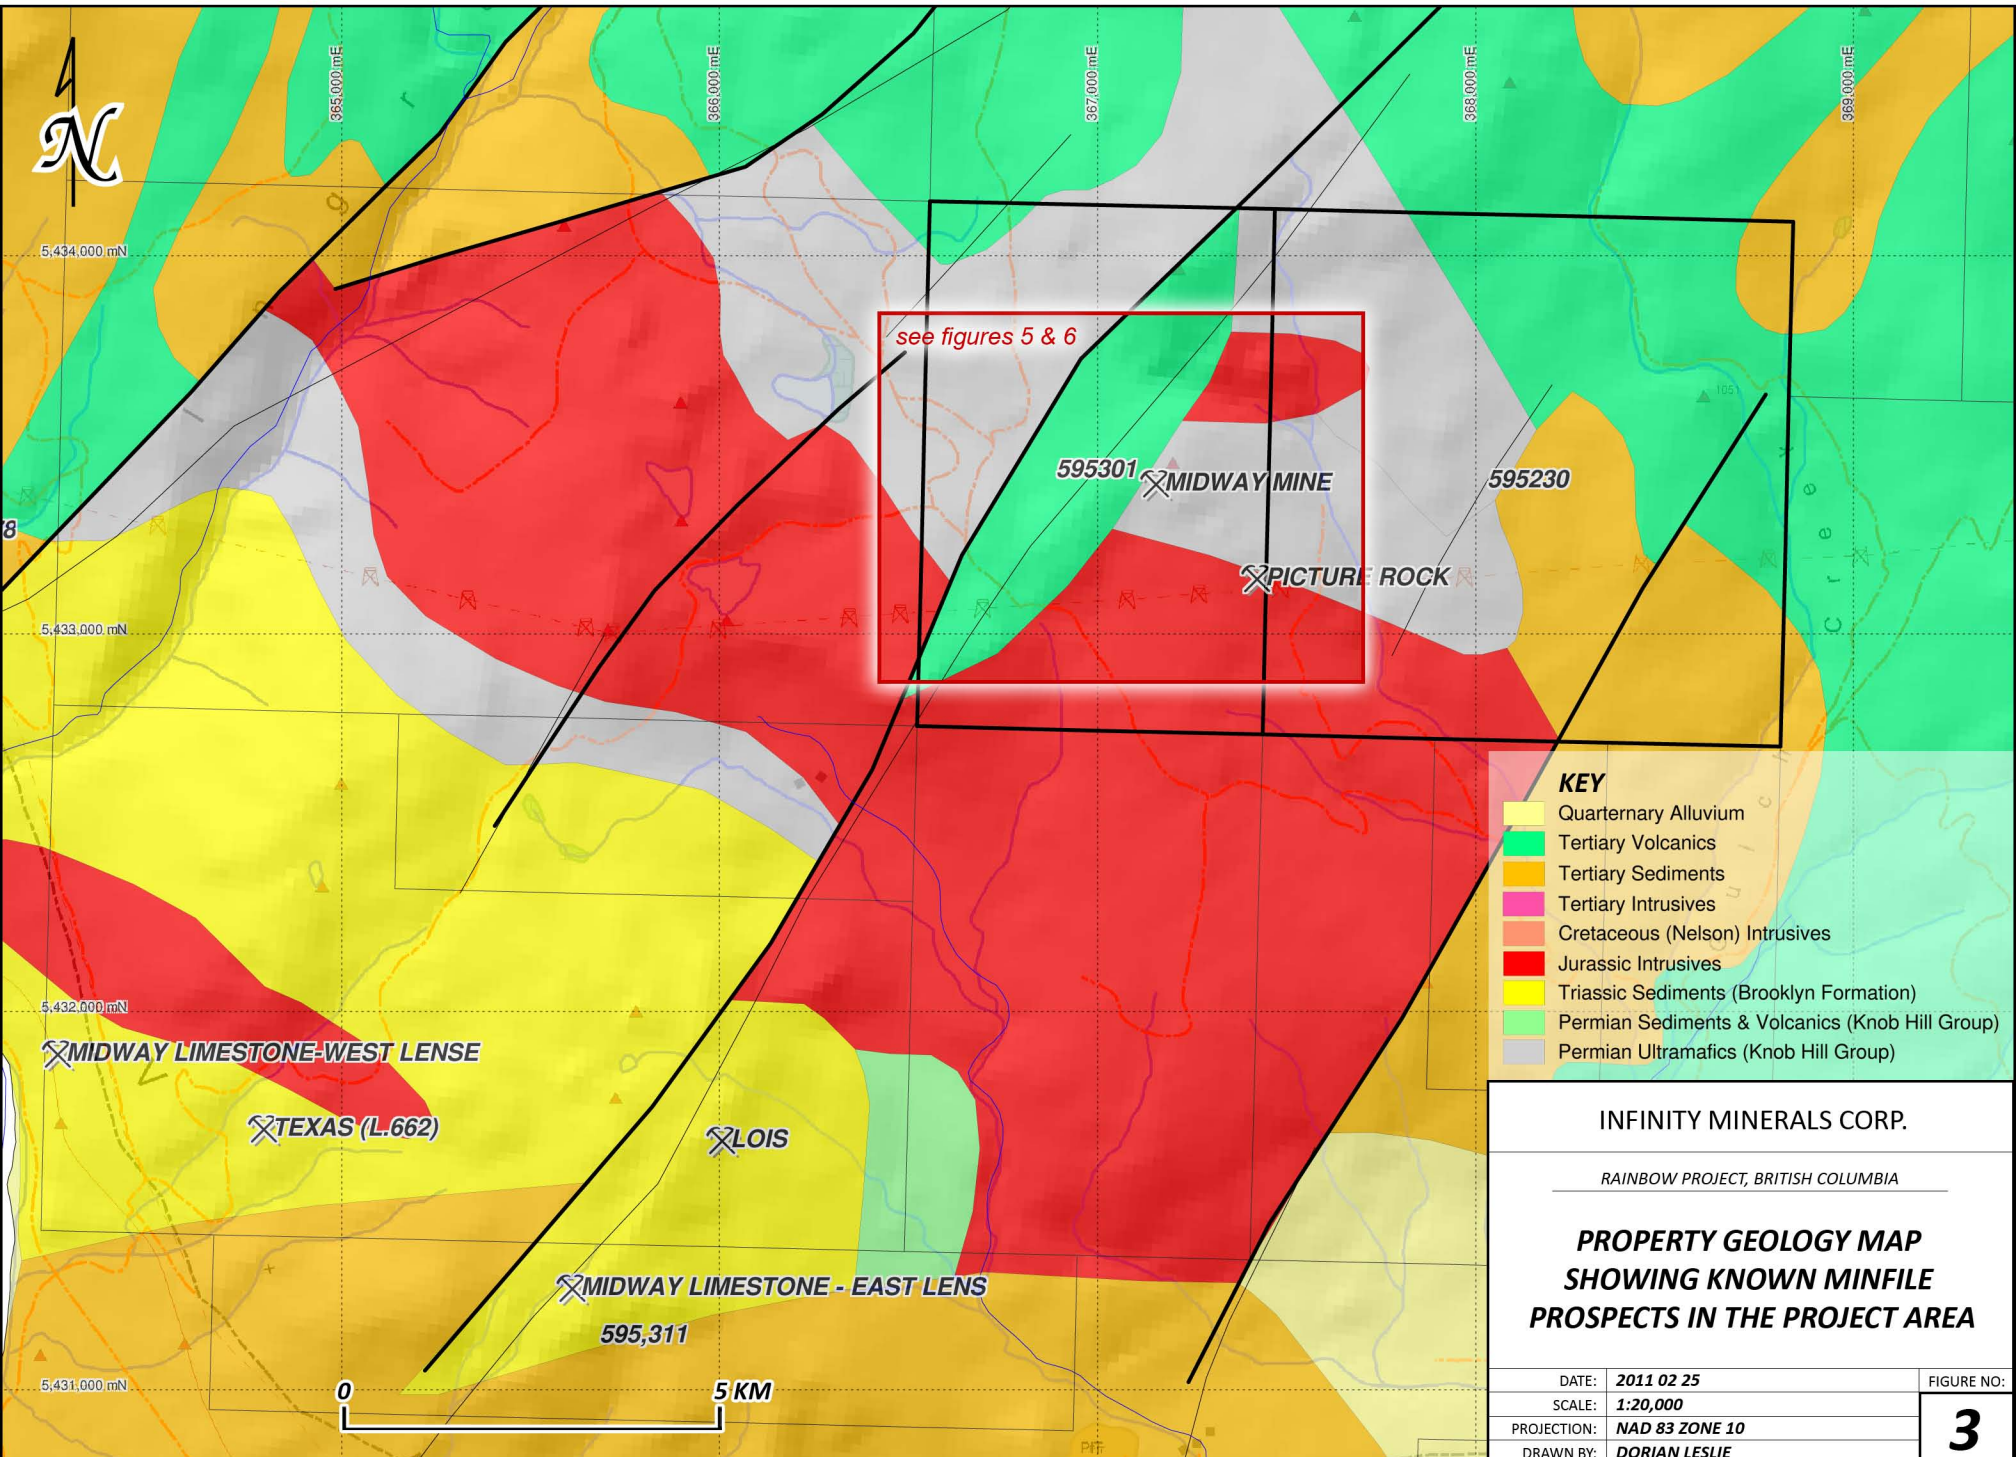 365,000 mE
366,000 mE
367,000 mE
368,000 mE
369,000 mE
N
r
g
5,434,000 mN
see figures 5 & 6
1051
595301
MIDWAY MINE
595230
8
PICTURE ROCK
C r e e k
5,433,000 mN
G u l c h
KEY
Quarternary Alluvium
Tertiary Volcanics
Tertiary Sediments
Tertiary Intrusives
Cretaceous (Nelson) Intrusives
Jurassic Intrusives
Triassic Sediments (Brooklyn Formation)
Permian Sediments & Volcanics (Knob Hill Group)
Permian Ultramafics (Knob Hill Group)
5,432,000 mN
MIDWAY LIMESTONE-WEST LENSE
TEXAS (L.662)
LOIS
MIDWAY LIMESTONE - EAST LENS
595,311
5,431,000 mN
0
5 KM
Pit
INFINITY MINERALS CORP.
RAINBOW PROJECT, BRITISH COLUMBIA
PROPERTY GEOLOGY MAP
SHOWING KNOWN MINFILE
PROSPECTS IN THE PROJECT AREA
DATE: 2011 02 25
FIGURE NO:
SCALE: 1:20,000
PROJECTION: NAD 83 ZONE 10
3
DRAWN BY: DORIAN LESLIE